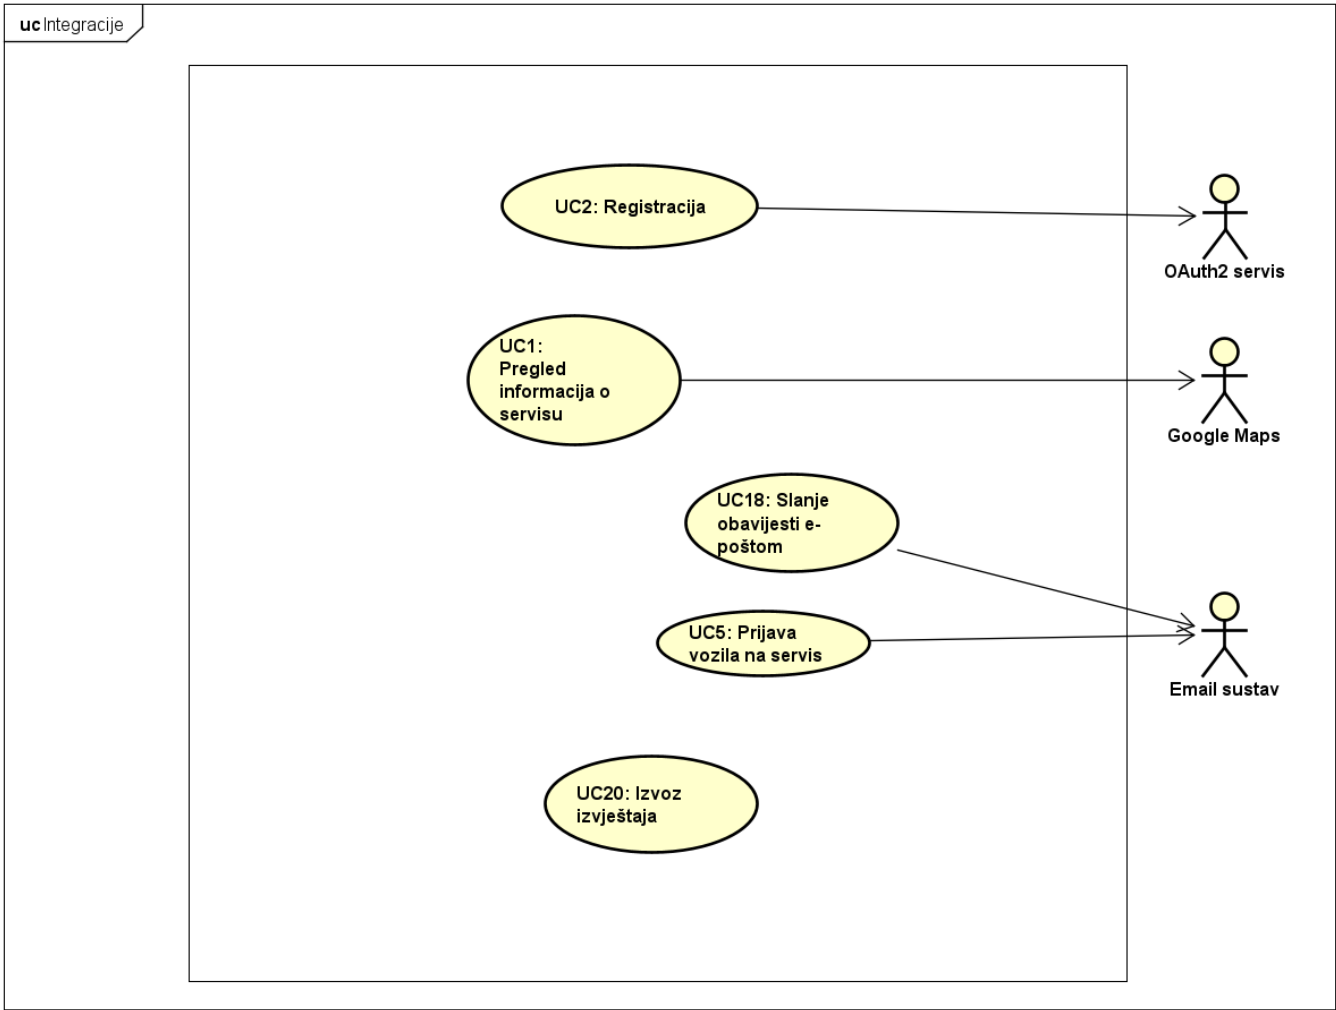 uc Integracije
UC2: Registracija
OAuth2 servis
UC1:
Pregled
informacija o
servisu
Google Maps
UC18: Slanje
obavijesti e-
poštom
UC5: Prijava
vozila na servis
Email sustav
UC20: Izvoz
izvještaja